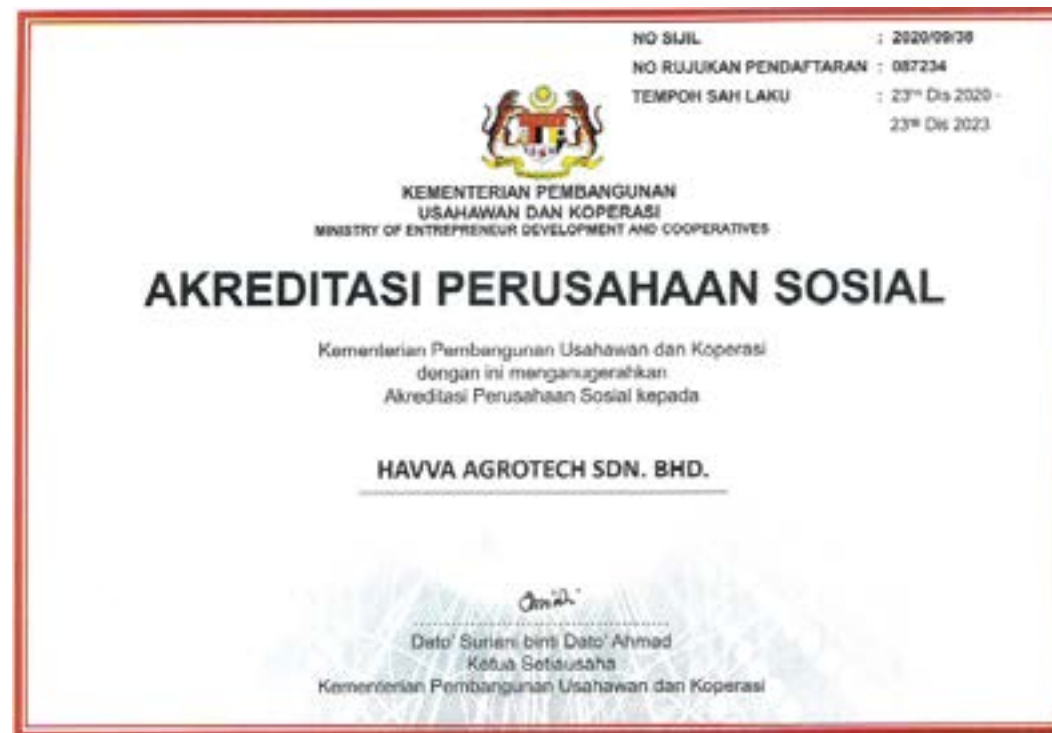 NO SIJIL : 2020/09/38
NO RUJUKAN PENDAFTARAN : 087234
TEMPOH SAH LAKU : 23ʳᵈ Dis 2020 -
23ʳᵈ Dis 2023
KEMENTERIAN PEMBANGUNAN
USAHAWAN DAN KOPERASI
MINISTRY OF ENTREPRENEUR DEVELOPMENT AND COOPERATIVES
AKREDITASI PERUSAHAAN SOSIAL
Kementerian Pembangunan Usahawan dan Koperasi
dengan ini menganugerahkan
Akreditasi Perusahaan Sosial kepada
HAVVA AGROTECH SDN. BHD.
Dato' Suriani binti Dato' Ahmad
Ketua Setiausaha
Kementerian Pembangunan Usahawan dan Koperasi